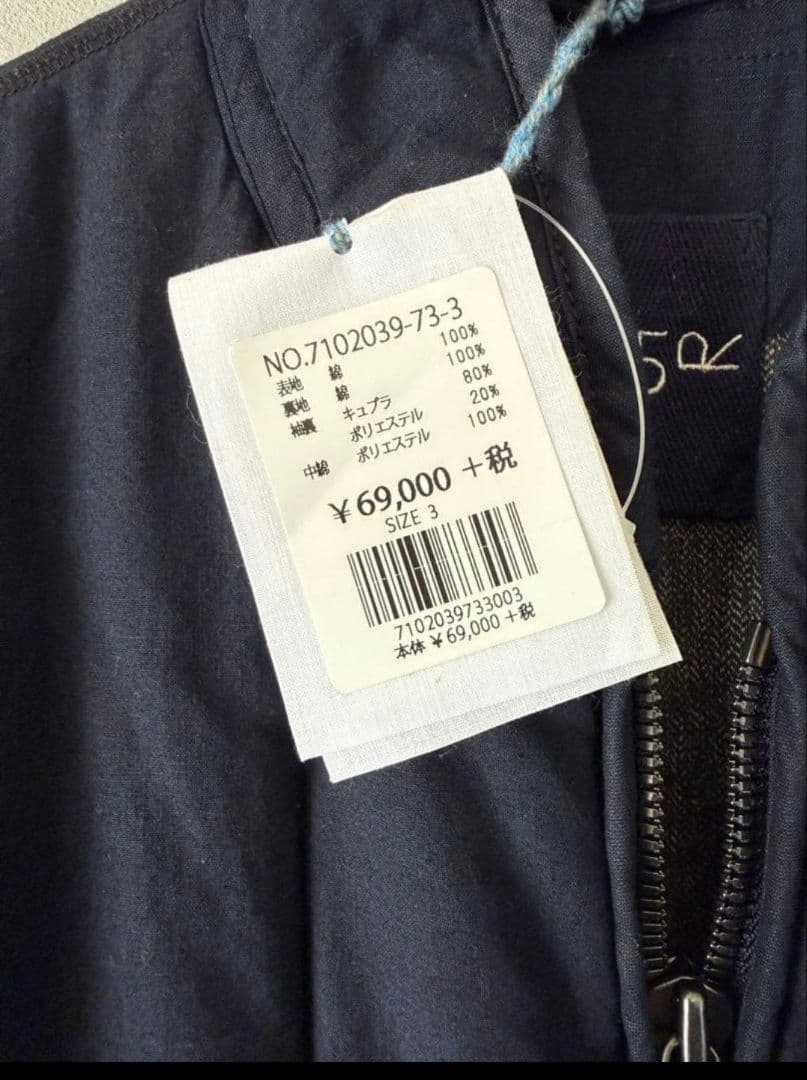 NO.7102039-73-3
表地 綿 100%
裏地 綿 100%
袖裏 キュプラ 80%
ポリエステル 20%
中綿 ポリエステル 100%
¥69,000 +税
SIZE 3
7102039733003
本体 ¥69,000 +税
R